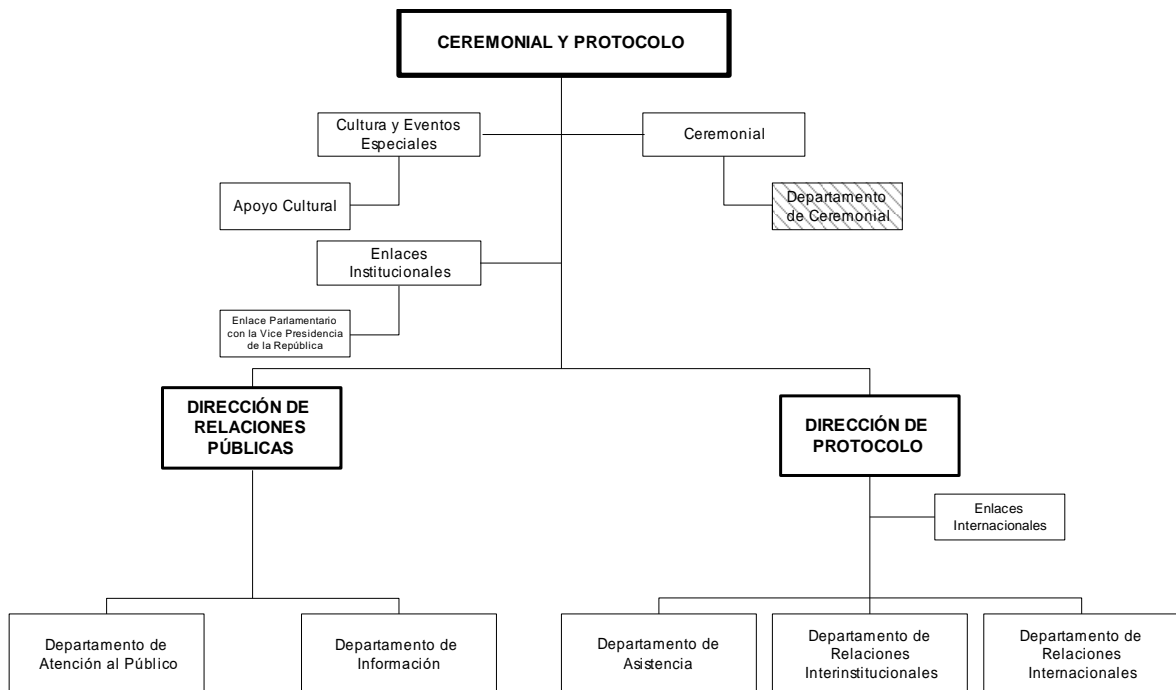 CEREMONIAL Y PROTOCOLO
Cultura y Eventos
Especiales
Ceremonial
Apoyo Cultural
Departamento
de Ceremonial
Enlaces
Institucionales
Enlace Parlamentario
con la Vice Presidencia
de la República
DIRECCIÓN DE
RELACIONES
PÚBLICAS
DIRECCIÓN DE
PROTOCOLO
Enlaces
Internacionales
Departamento de
Atención al Público
Departamento de
Información
Departamento de
Asistencia
Departamento de
Relaciones
Interinstitucionales
Departamento de
Relaciones
Internacionales